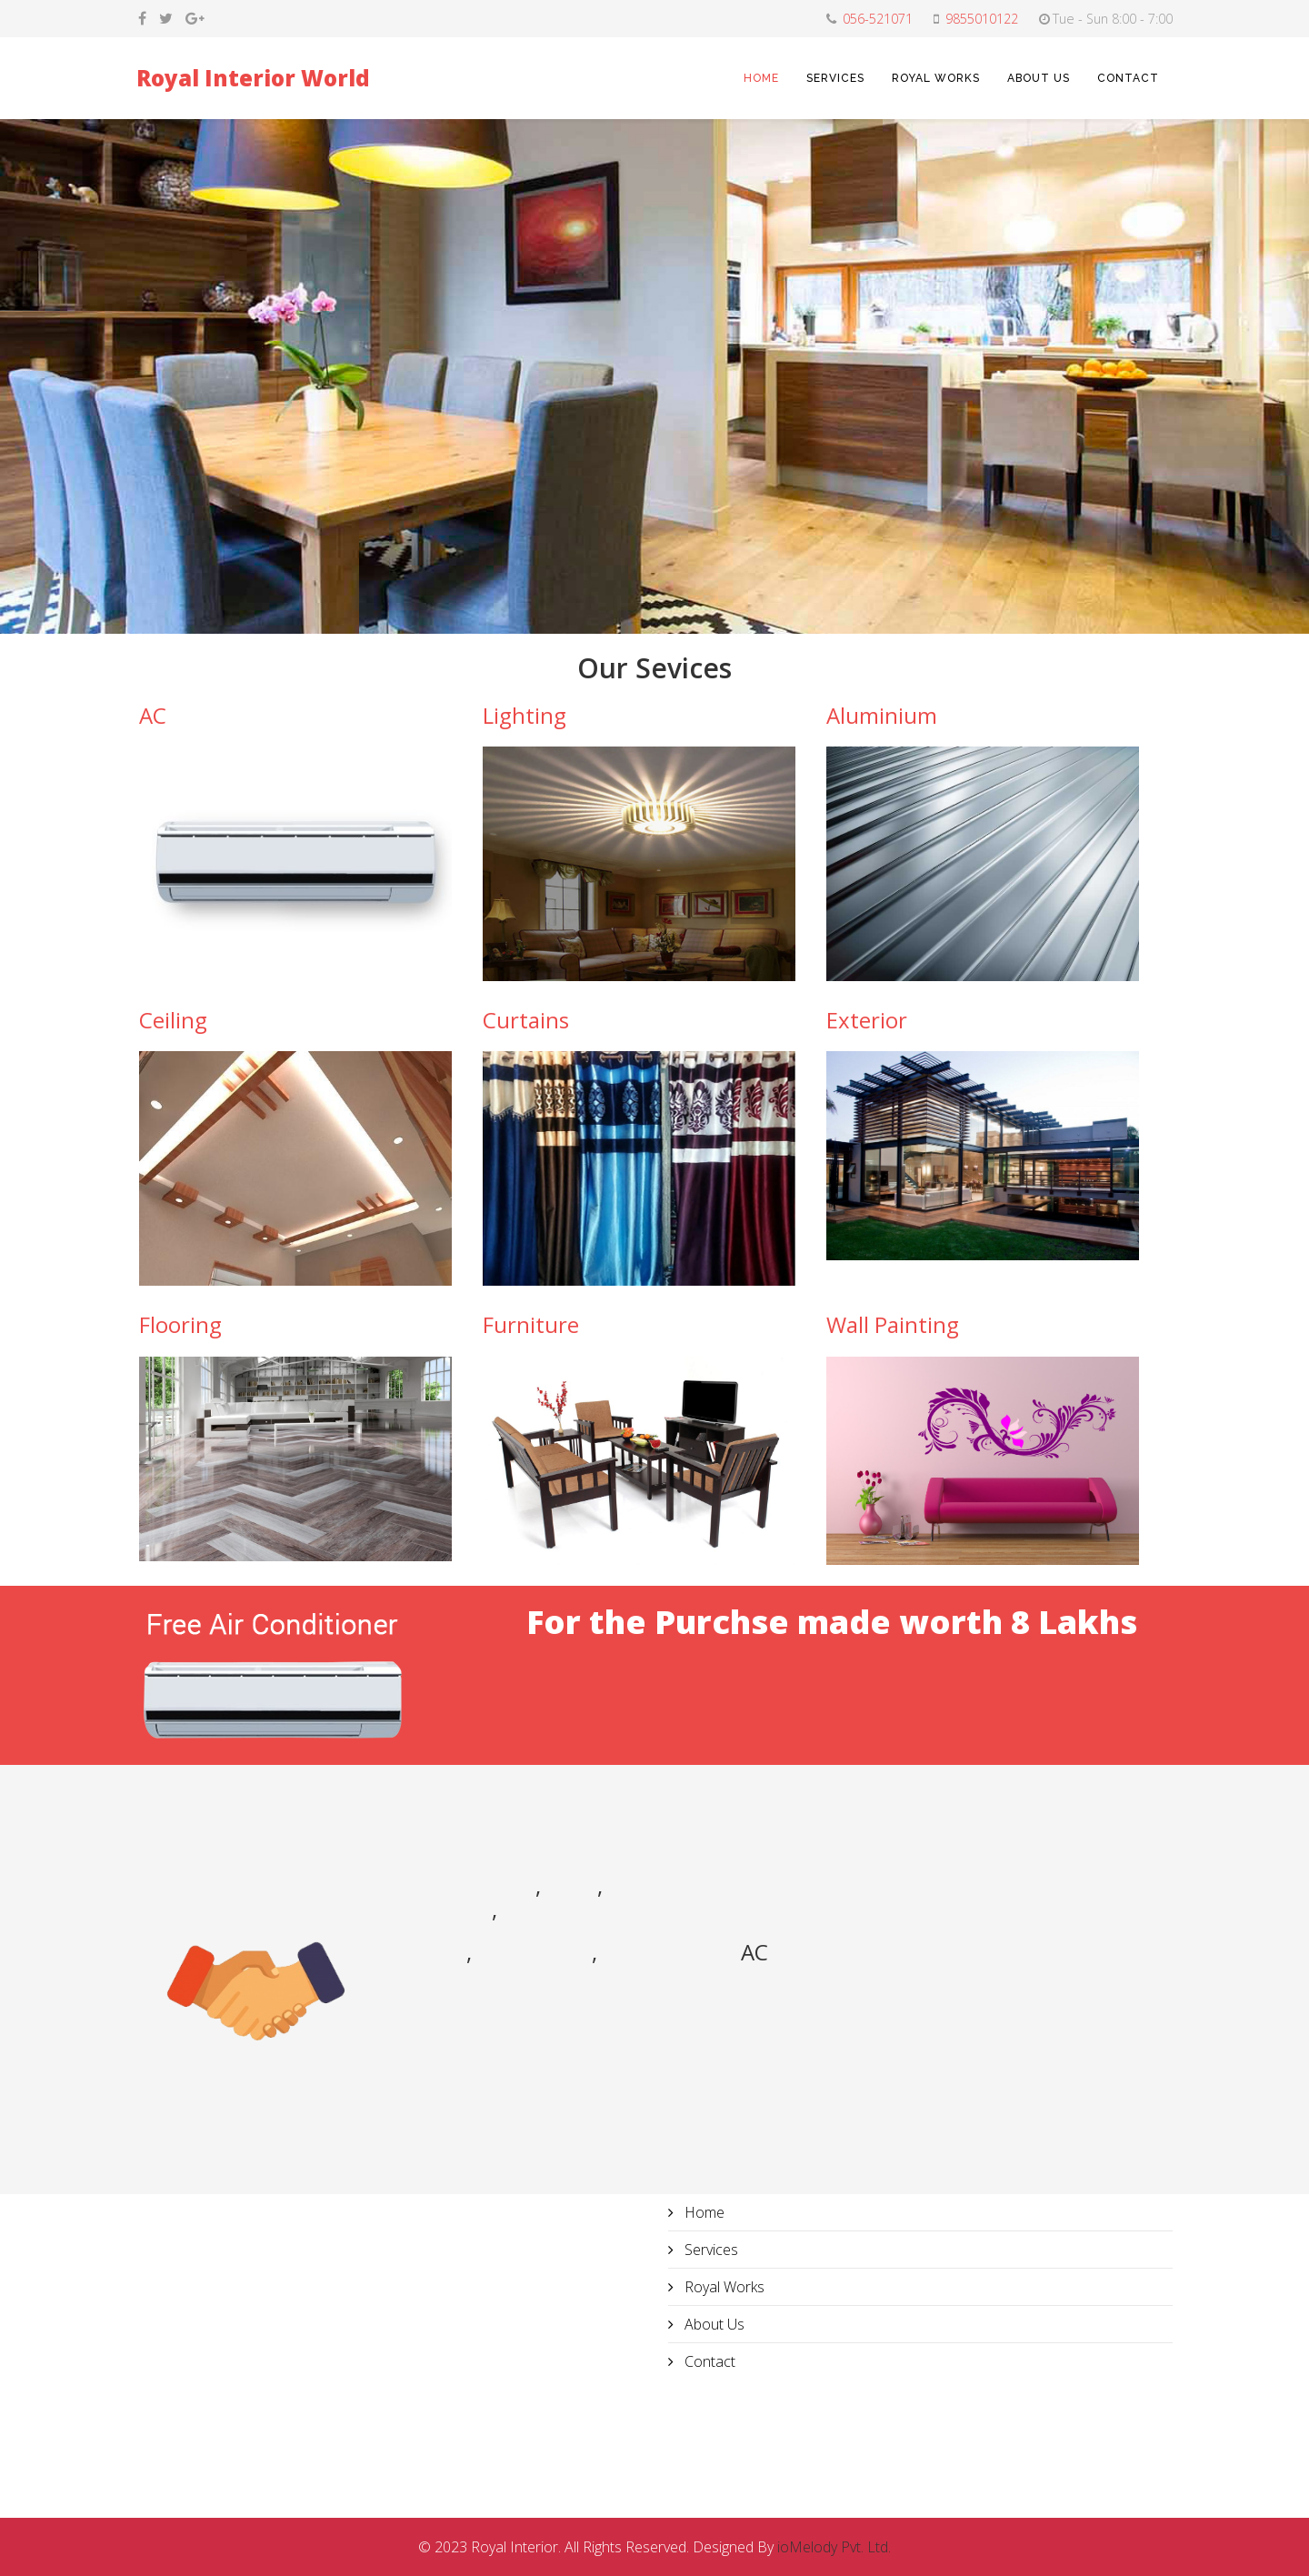 056-521071 9855010122 Tue - Sun 8:00 - 7:00
Royal Interior World
HOME SERVICES ROYAL WORKS ABOUT US CONTACT
Our Sevices
AC Lighting Aluminium
Ceiling Curtains Exterior
Flooring Furniture Wall Painting
Free Air Conditioner
For the Purchse made worth 8 Lakhs
, ,
,
, , AC
Home
Services
Royal Works
About Us
Contact
© 2023 Royal Interior. All Rights Reserved. Designed By ioMelody Pvt. Ltd.